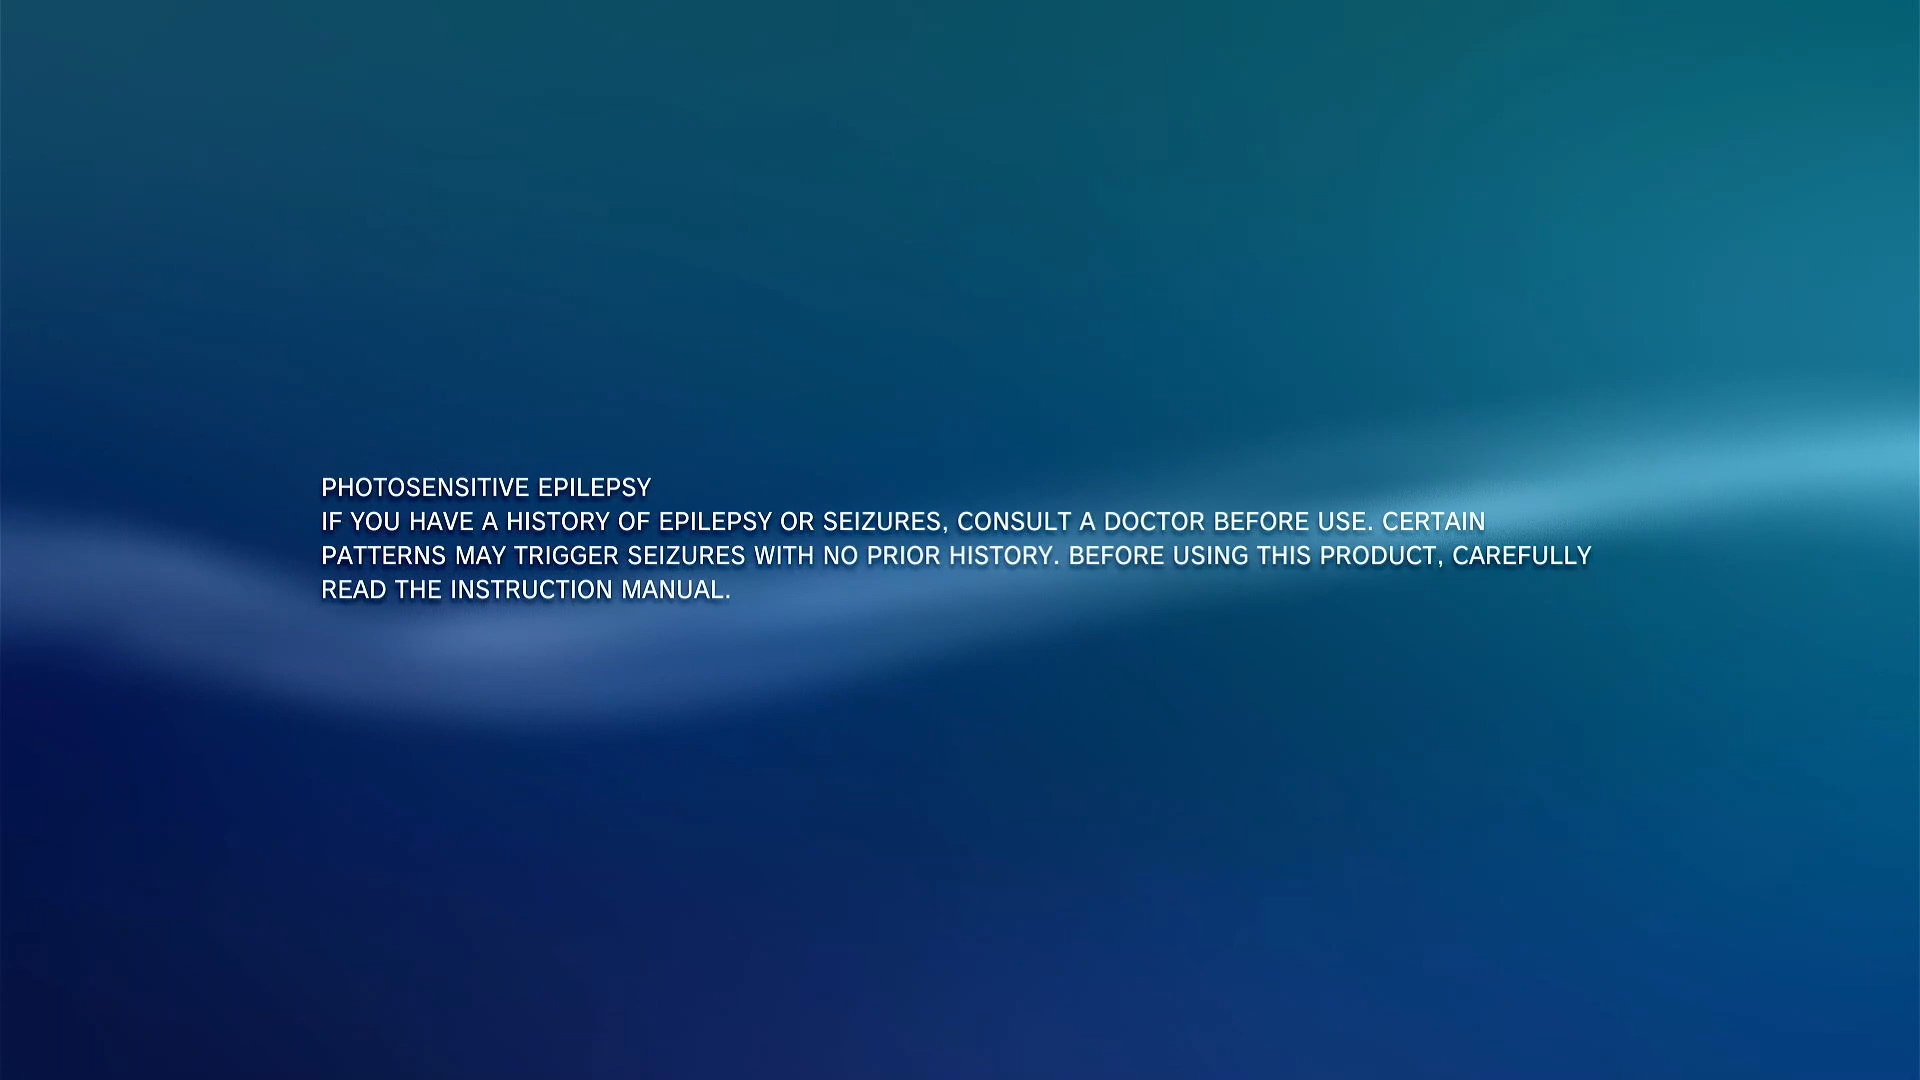 PHOTOSENSITIVE EPILEPSY
IF YOU HAVE A HISTORY OF EPILEPSY OR SEIZURES, CONSULT A DOCTOR BEFORE USE. CERTAIN
PATTERNS MAY TRIGGER SEIZURES WITH NO PRIOR HISTORY. BEFORE USING THIS PRODUCT, CAREFULLY
READ THE INSTRUCTION MANUAL.